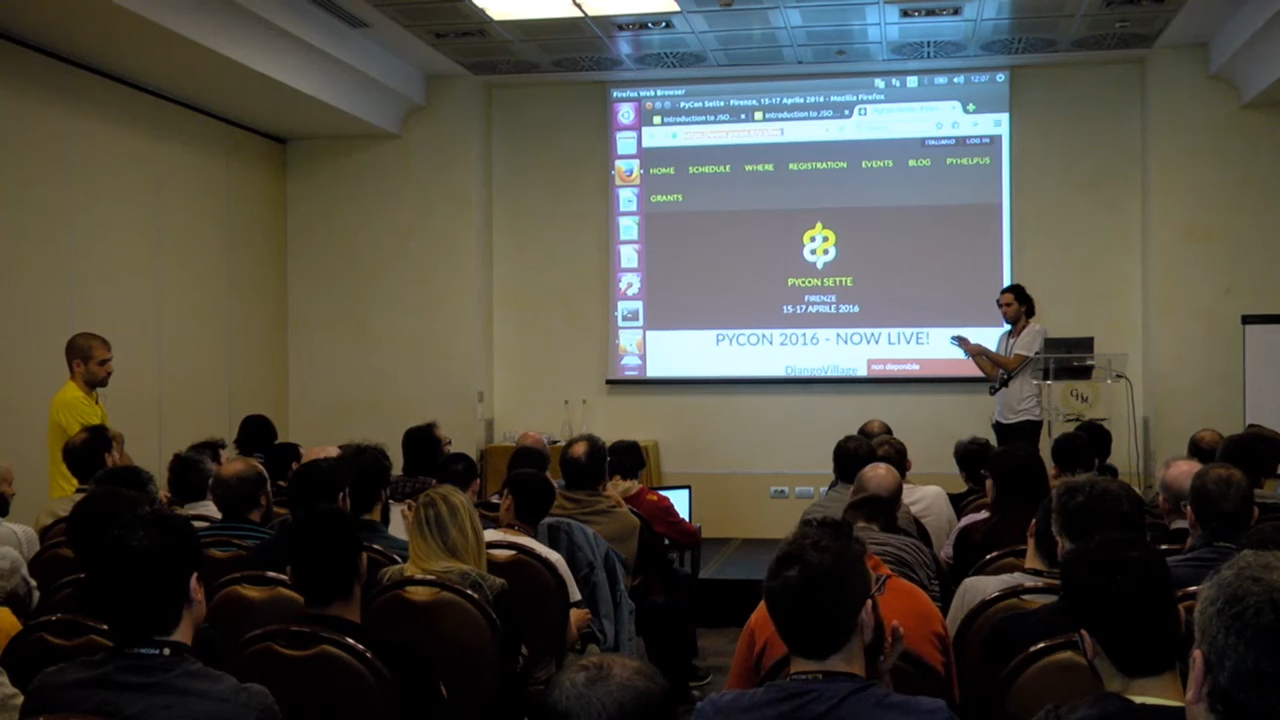 Firefox Web Browser
12:07
- PyCon Sette - Firenze, 15-17 Aprile 2016 - Mozilla Firefox
Introduction to JSO...
Introduction to JSO...
ITALIANO
LOG IN
HOME
SCHEDULE
WHERE
REGISTRATION
EVENTS
BLOG
PYHELPUS
GRANTS
PYCON SETTE
FIRENZE
15-17 APRILE 2016
PYCON 2016 - NOW LIVE!
DjangoVillage
non disponibile